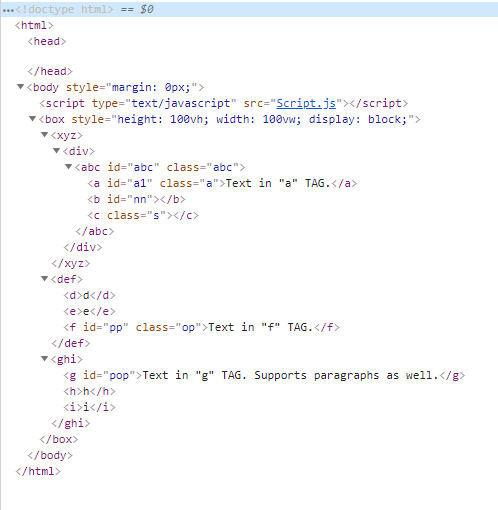 ...<!doctype html> == $0
<html>
<head>
</head>
<body style="margin: 0px;">
<script type="text/javascript" src="Script.js"></script>
<box style="height: 100vh; width: 100vw; display: block;">
<xyz>
<div>
<abc id="abc" class="abc">
<a id="a1" class="a">Text in "a" TAG.</a>
<b id="nn"></b>
<c class="s"></c>
</abc>
</div>
</xyz>
<def>
<d>d</d>
<e>e</e>
<f id="pp" class="op">Text in "f" TAG.</f>
</def>
<ghi>
<g id="pop">Text in "g" TAG. Supports paragraphs as well.</g>
<h>h</h>
<i>i</i>
</ghi>
</box>
</body>
</html>